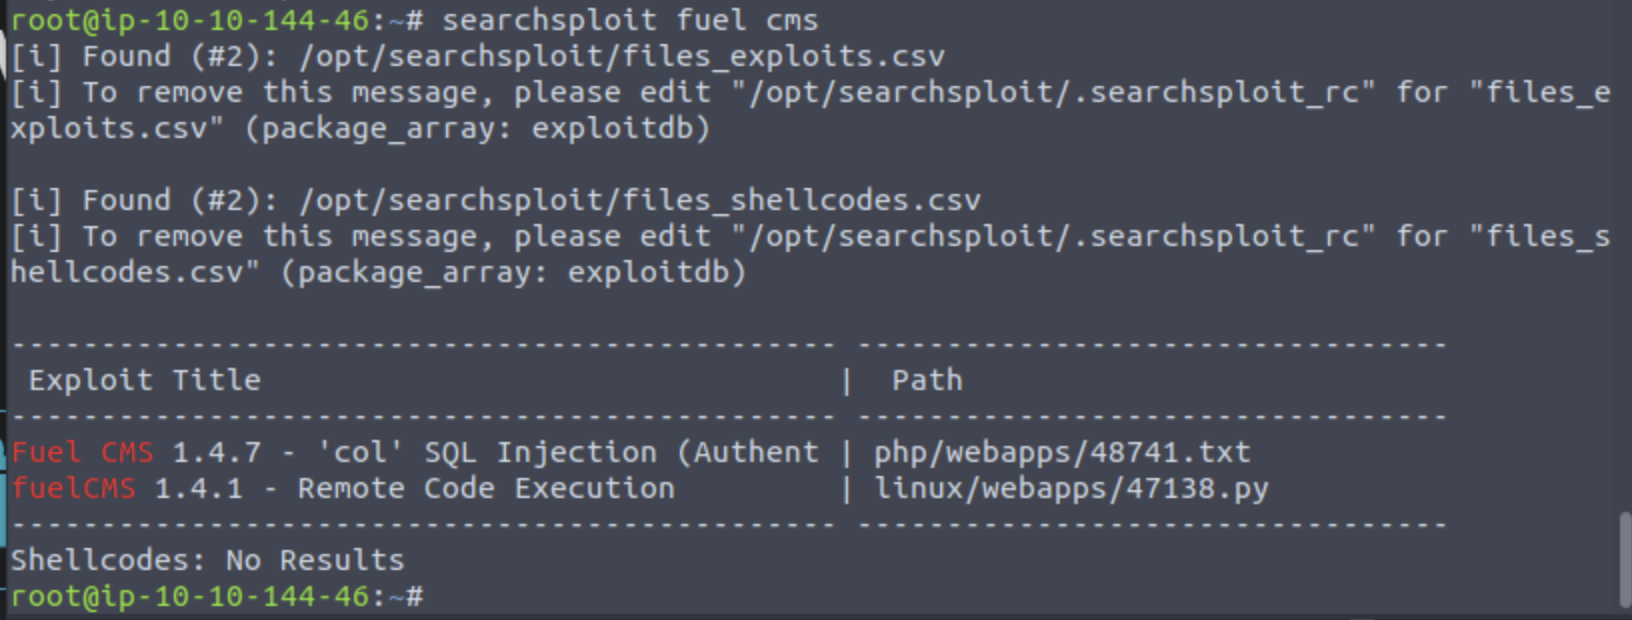 root@ip-10-10-144-46:~# searchsploit fuel cms
[i] Found (#2): /opt/searchsploit/files_exploits.csv
[i] To remove this message, please edit "/opt/searchsploit/.searchsploit_rc" for "files_e
xploits.csv" (package_array: exploitdb)

[i] Found (#2): /opt/searchsploit/files_shellcodes.csv
[i] To remove this message, please edit "/opt/searchsploit/.searchsploit_rc" for "files_s
hellcodes.csv" (package_array: exploitdb)

---------------------------------------------- ---------------------------------
 Exploit Title                                |  Path
---------------------------------------------- ---------------------------------
Fuel CMS 1.4.7 - 'col' SQL Injection (Authent | php/webapps/48741.txt
fuelCMS 1.4.1 - Remote Code Execution         | linux/webapps/47138.py
---------------------------------------------- ---------------------------------
Shellcodes: No Results
root@ip-10-10-144-46:~#